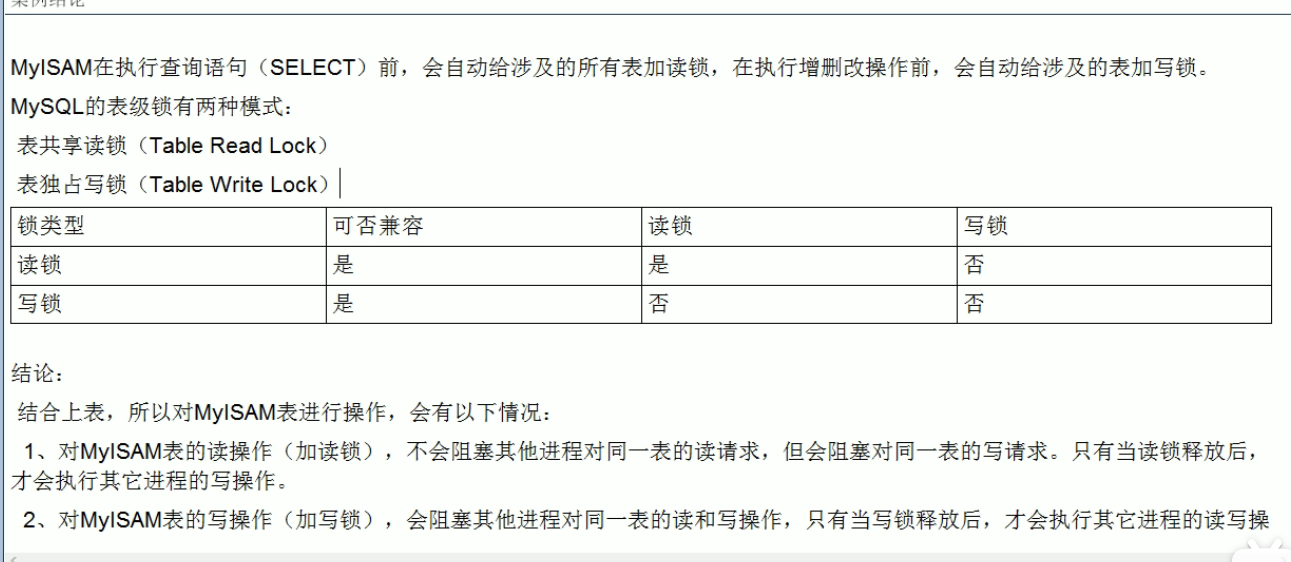 案例结论
MyISAM在执行查询语句（SELECT）前，会自动给涉及的所有表加读锁，在执行增删改操作前，会自动给涉及的表加写锁。
MySQL的表级锁有两种模式：
表共享读锁（Table Read Lock）
表独占写锁（Table Write Lock）
锁类型 可否兼容 读锁 写锁
读锁 是 是 否
写锁 是 否 否
结论：
结合上表，所以对MyISAM表进行操作，会有以下情况：
1、对MyISAM表的读操作（加读锁），不会阻塞其他进程对同一表的读请求，但会阻塞对同一表的写请求。只有当读锁释放后，
才会执行其它进程的写操作。
2、对MyISAM表的写操作（加写锁），会阻塞其他进程对同一表的读和写操作，只有当写锁释放后，才会执行其它进程的读写操